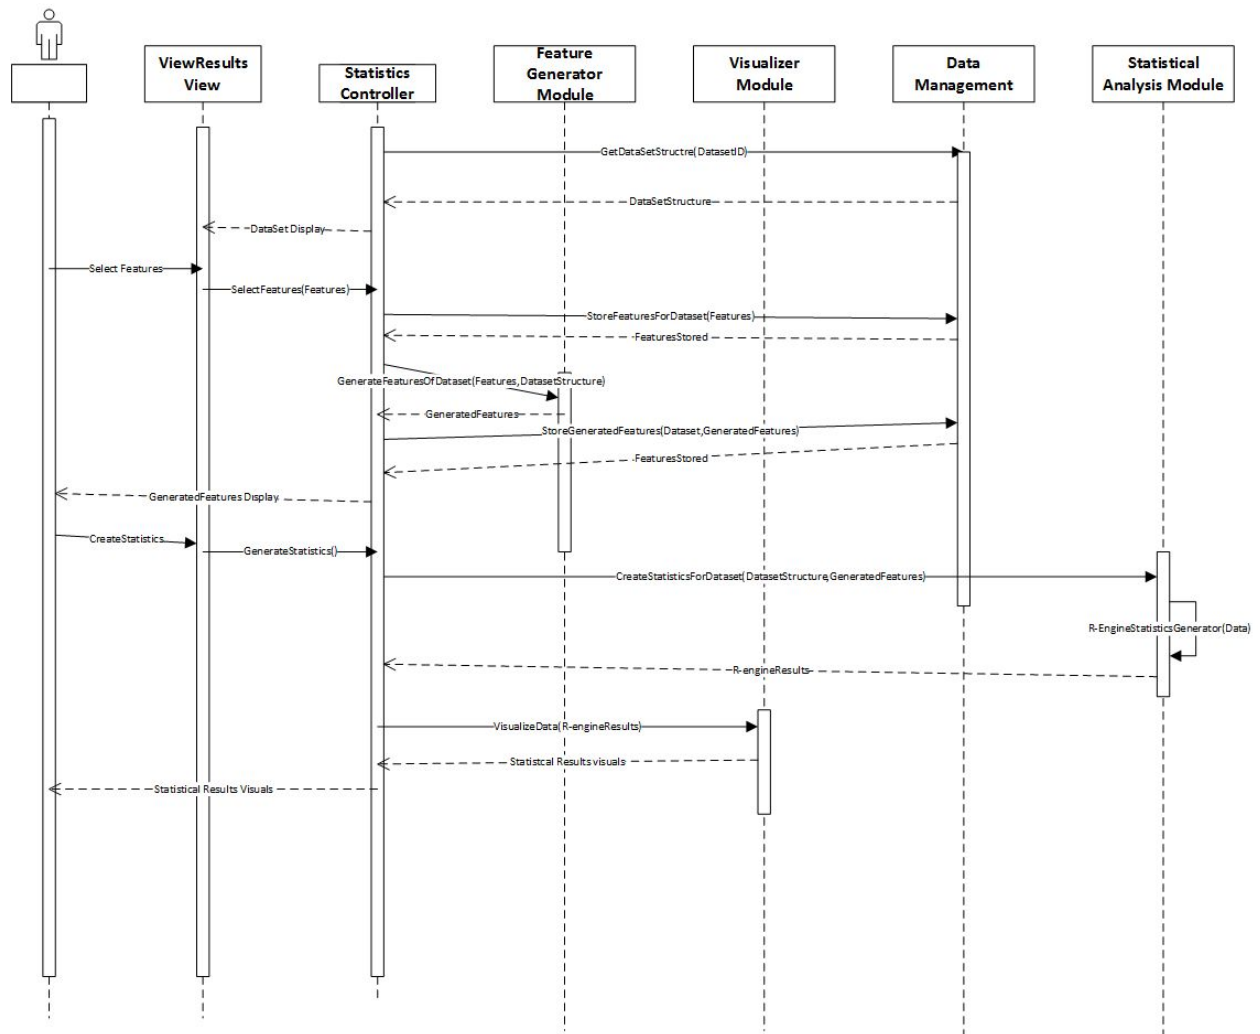 ViewResults
View
Statistics
Controller
Feature
Generator
Module
Visualizer
Module
Data
Management
Statistical
Analysis Module
GetDataSetStructre(DatasetID)
DataSetStructure
DataSet Display
Select Features
SelectFeatures(Features)
StoreFeaturesForDataset(Features)
FeaturesStored
GenerateFeaturesOfDataset(Features,DatasetStructure)
GeneratedFeatures
StoreGeneratedFeatures(Dataset,GeneratedFeatures)
FeaturesStored
GeneratedFeatures Display
CreateStatistics
GenerateStatistics()
CreateStatisticsForDataset(DatasetStructure,GeneratedFeatures)
R-EngineStatisticsGenerator(Data)
R-engineResults
VisualizeData(R-engineResults)
Statistcal Results visuals
Statistical Results Visuals